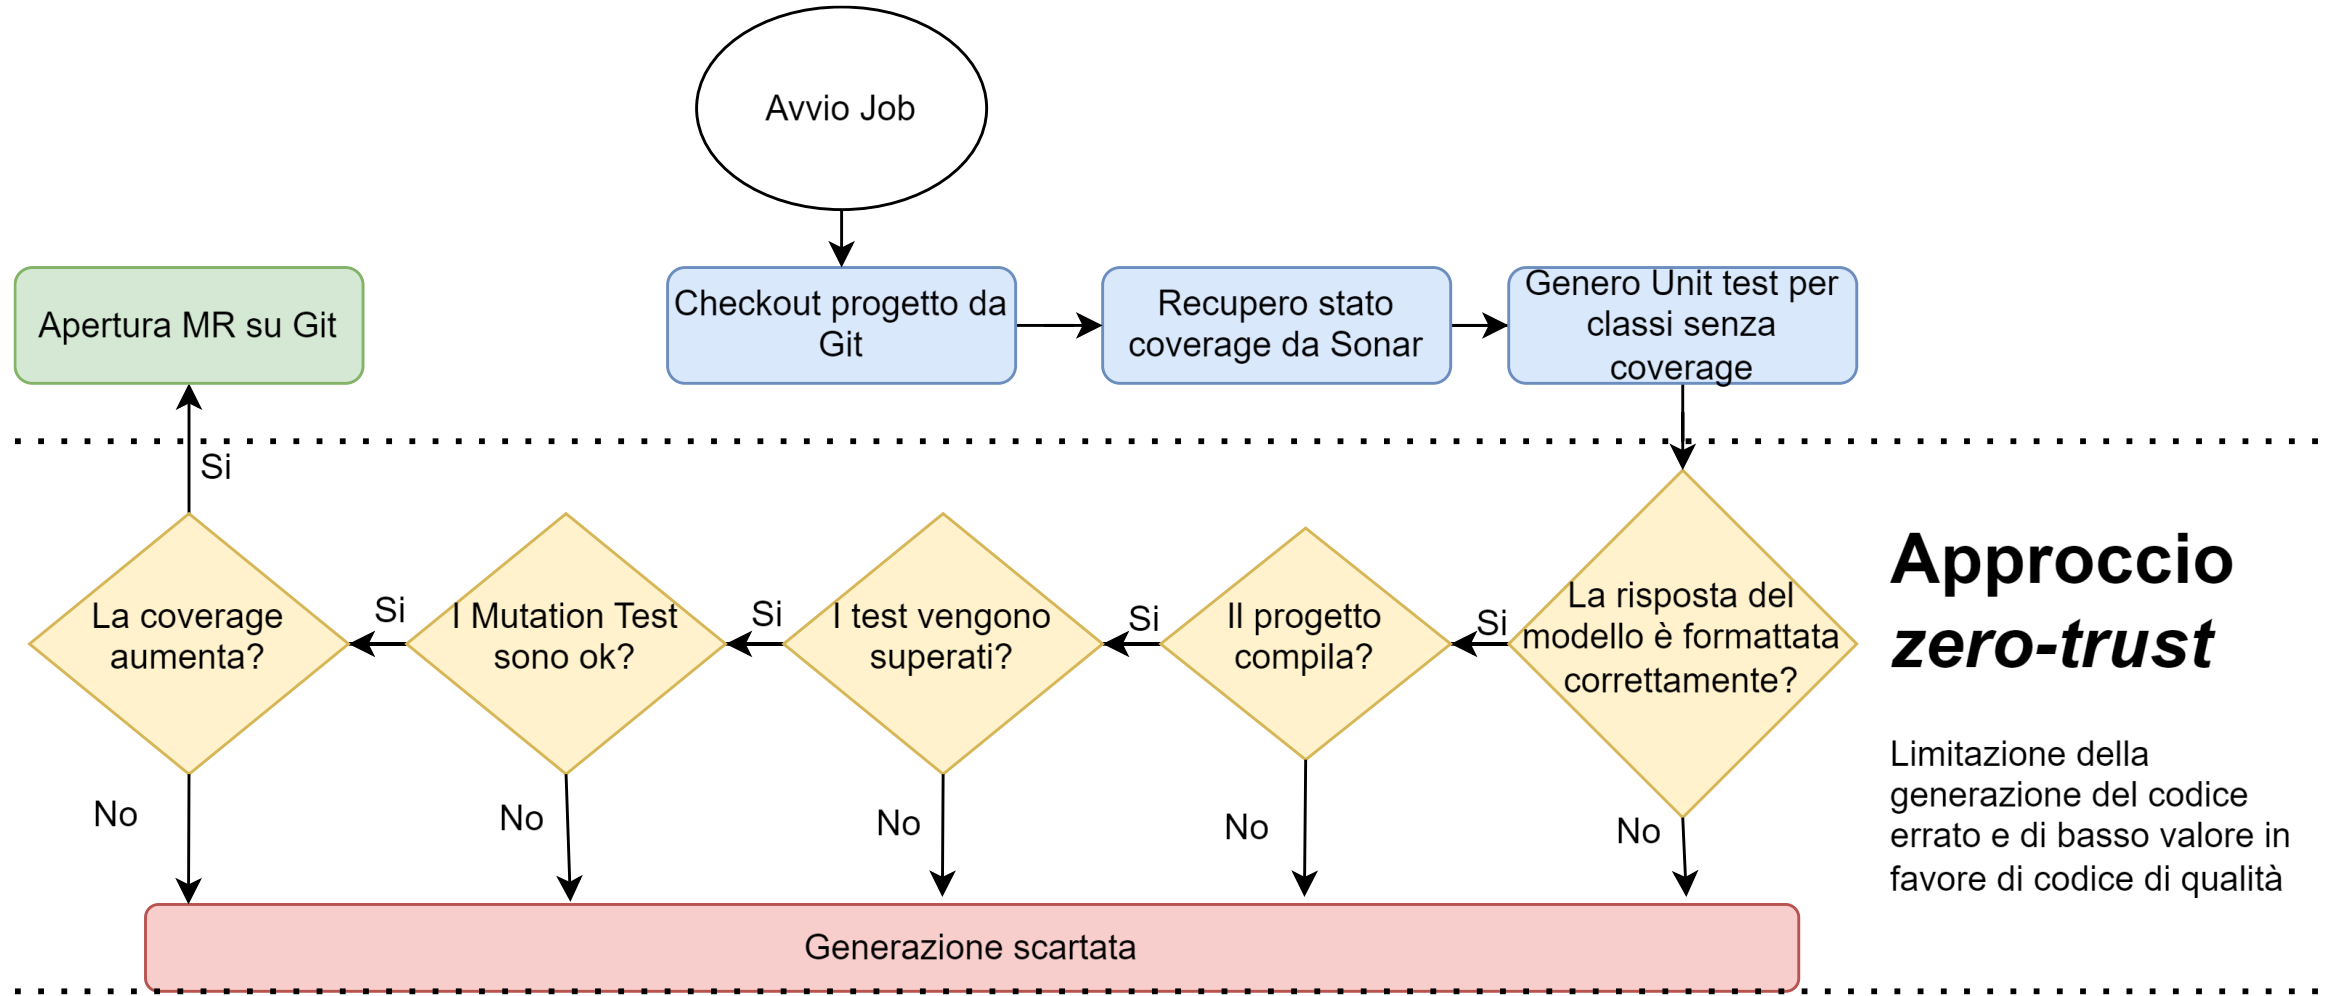 Avvio Job
Apertura MR su Git
Checkout progetto da
Git
Recupero stato
coverage da Sonar
Genero Unit test per
classi senza
coverage
Si
La coverage
aumenta?
Si
I Mutation Test
sono ok?
Si
I test vengono
superati?
Si
Il progetto
compila?
Si
La risposta del
modello è formattata
correttamente?
Approccio
zero-trust
Limitazione della
generazione del codice
errato e di basso valore in
favore di codice di qualità
No
No
No
No
No
Generazione scartata